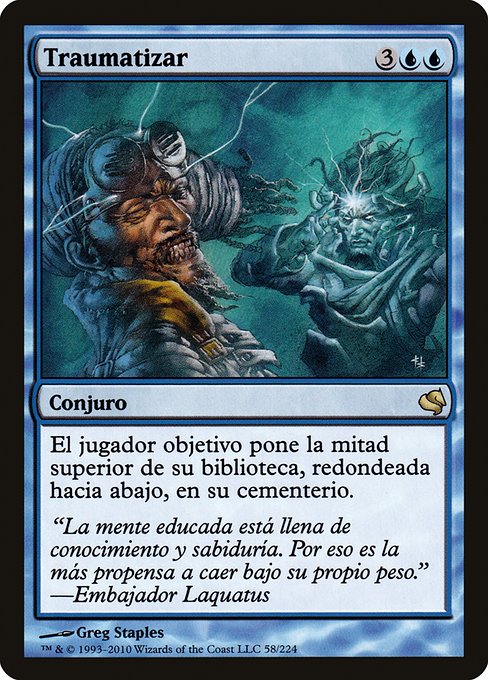 Traumatizar 3
Conjuro
El jugador objetivo pone la mitad
superior de su biblioteca, redondeada
hacia abajo, en su cementerio.
“La mente educada está llena de
conocimiento y sabiduría. Por eso es la
más propensa a caer bajo su propio peso.”
—Embajador Laquatus
Greg Staples
™ & © 1993–2010 Wizards of the Coast LLC 58/224